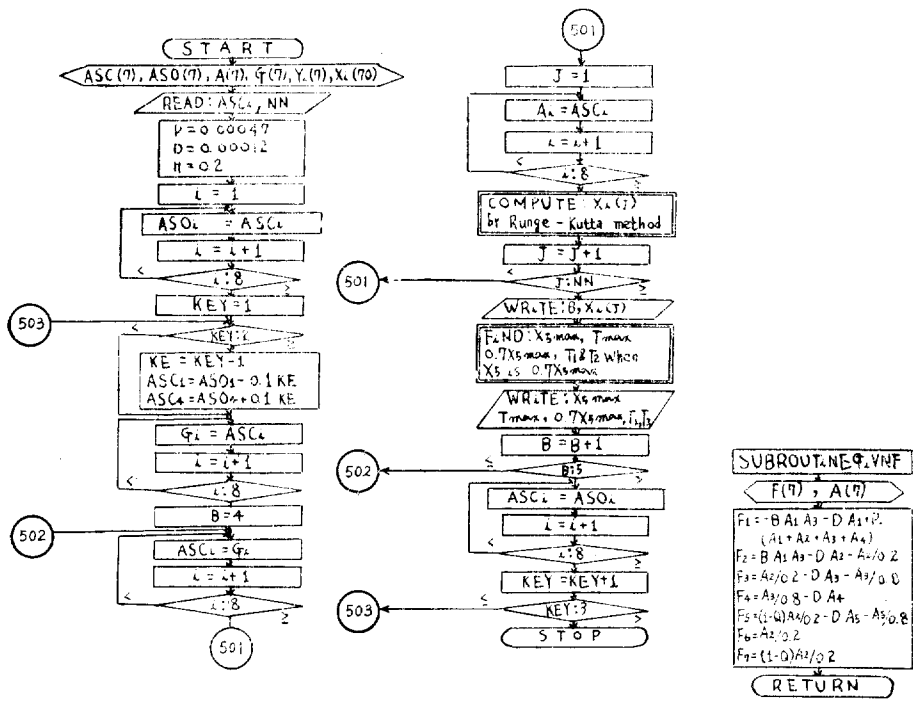 START
ASC(7), ASO(7), A(7), G(7), Yi(7), Xi(70)
READ: ASCi, NN
D=0.00012
H=0.2
i = 1
ASOi = ASCi
i = i+1
< i:8 ≥
KEY=1
503
<
KE = KEY-1
ASC1=ASO1-0.1 KE
ASC4=ASO4+0.1 KE
Gi = ASCi
i = i+1
< i:8 ≥
B=4
502
ASCi = Gi
i = i+1
< i:8 ≥
501
501
J=1
Ai = ASCi
i = i+1
< i:8 ≥
COMPUTE: Xi(J)
by Runge-Kutta method
J = J+1
501
< J:NN ≥
WRiTE: B, Xi(J)
FiND: X5max, Tmax
0.7X5max, T1&T2 when
X5 is 0.7X5max
WRiTE: X5max
Tmax, 0.7X5max, T1,T2
B=B+1
502
≤ B:5
ASCi = ASOi
i = i+1
< i:8 ≥
KEY=KEY+1
503
≤ KEY:3
STOP
SUBROUTiNE GiVNF
F(7), A(7)
F1=-B A1 A3 - D A1+
(A1+A2+A3+A4)
F2=B A1 A3 - D A2 - A2/0.2
F3=A2/0.2 - D A3 - A3/0.8
F4=A3/0.8 - D A4
F5=(1-Q)A2/0.2 - D A5 - A5/0.8
F6=A2/0.2
F7=(1-Q)A2/0.2
RETURN